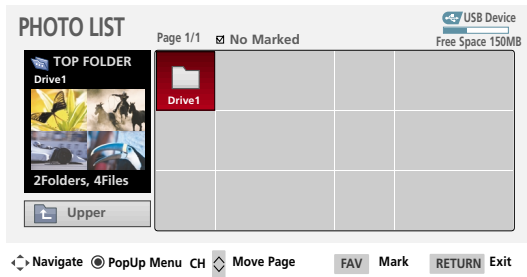 PHOTO LIST
Page 1/1 No Marked
USB Device
Free Space 150MB
TOP FOLDER
Drive1
Drive1
2Folders, 4Files
Upper
Navigate PopUp Menu CH Move Page FAV Mark RETURN Exit